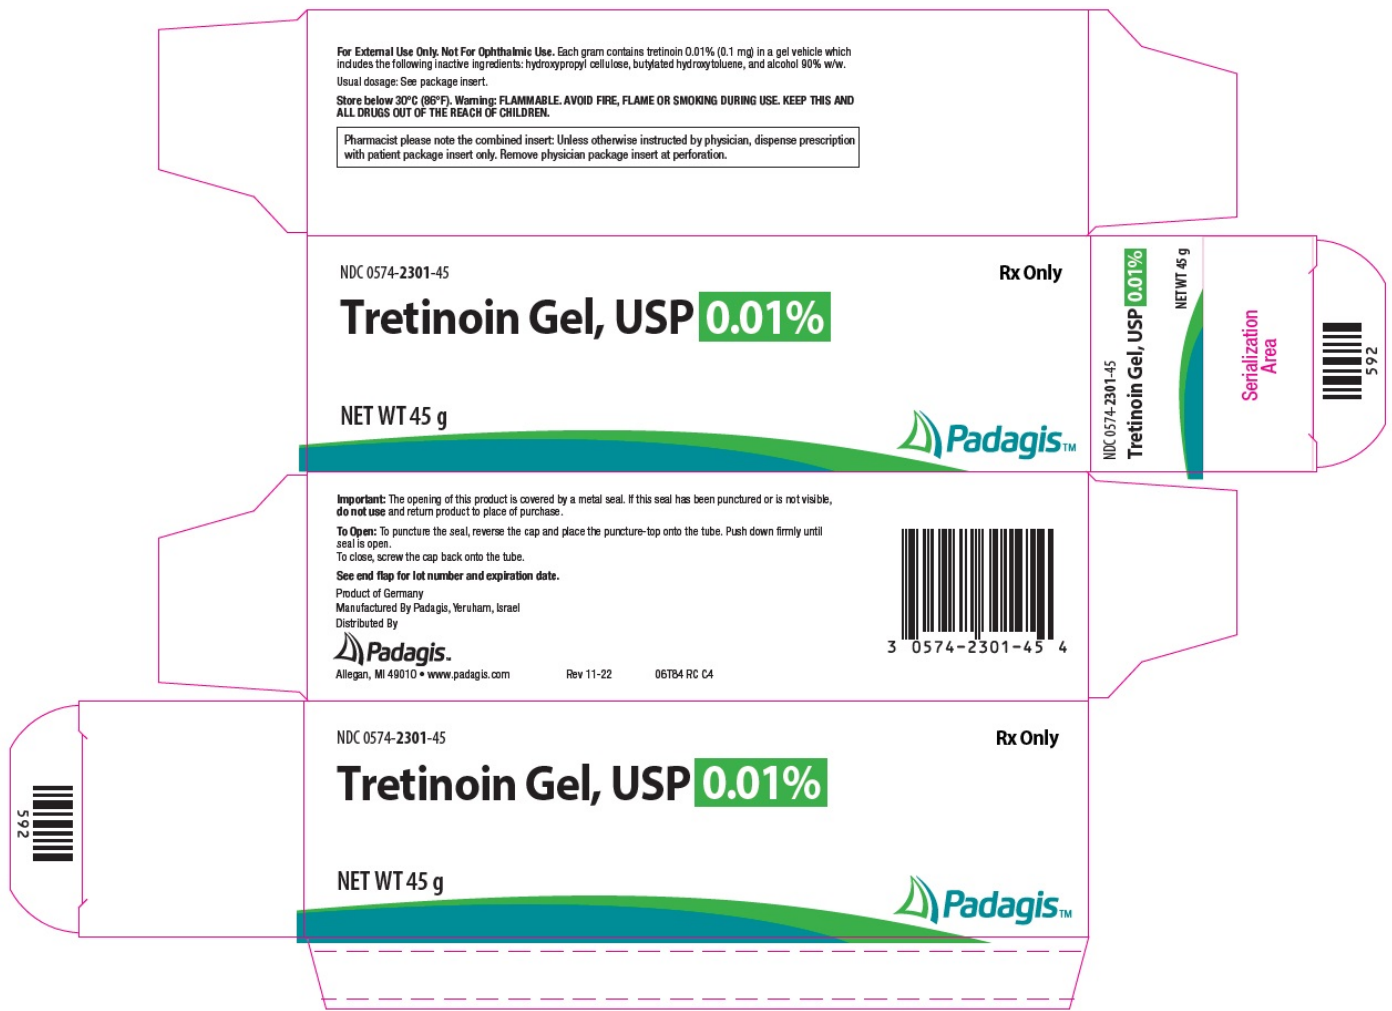 For External Use Only. Not For Ophthalmic Use. Each gram contains tretinoin 0.01% (0.1 mg) in a gel vehicle which
includes the following inactive ingredients: hydroxypropyl cellulose, butylated hydroxytoluene, and alcohol 90% w/w.
Usual dosage: See package insert.
Store below 30°C (86°F). Warning: FLAMMABLE. AVOID FIRE, FLAME OR SMOKING DURING USE. KEEP THIS AND
ALL DRUGS OUT OF THE REACH OF CHILDREN.
Pharmacist please note the combined insert: Unless otherwise instructed by physician, dispense prescription
with patient package insert only. Remove physician package insert at perforation.
NDC 0574-2301-45
Rx Only
Tretinoin Gel, USP 0.01%
NET WT 45 g
Padagis™
NDC 0574-2301-45
Tretinoin Gel, USP 0.01%
NET WT 45 g
Serialization
Area
592
Important: The opening of this product is covered by a metal seal. If this seal has been punctured or is not visible,
do not use and return product to place of purchase.
To Open: To puncture the seal, reverse the cap and place the puncture-top onto the tube. Push down firmly until
seal is open.
To close, screw the cap back onto the tube.
See end flap for lot number and expiration date.
Product of Germany
Manufactured By Padagis, Yeruham, Israel
Distributed By
Padagis™
Allegan, MI 49010 • www.padagis.com Rev 11-22 06T84 RC C4
3 0574-2301-45 4
NDC 0574-2301-45
Rx Only
Tretinoin Gel, USP 0.01%
NET WT 45 g
Padagis™
592